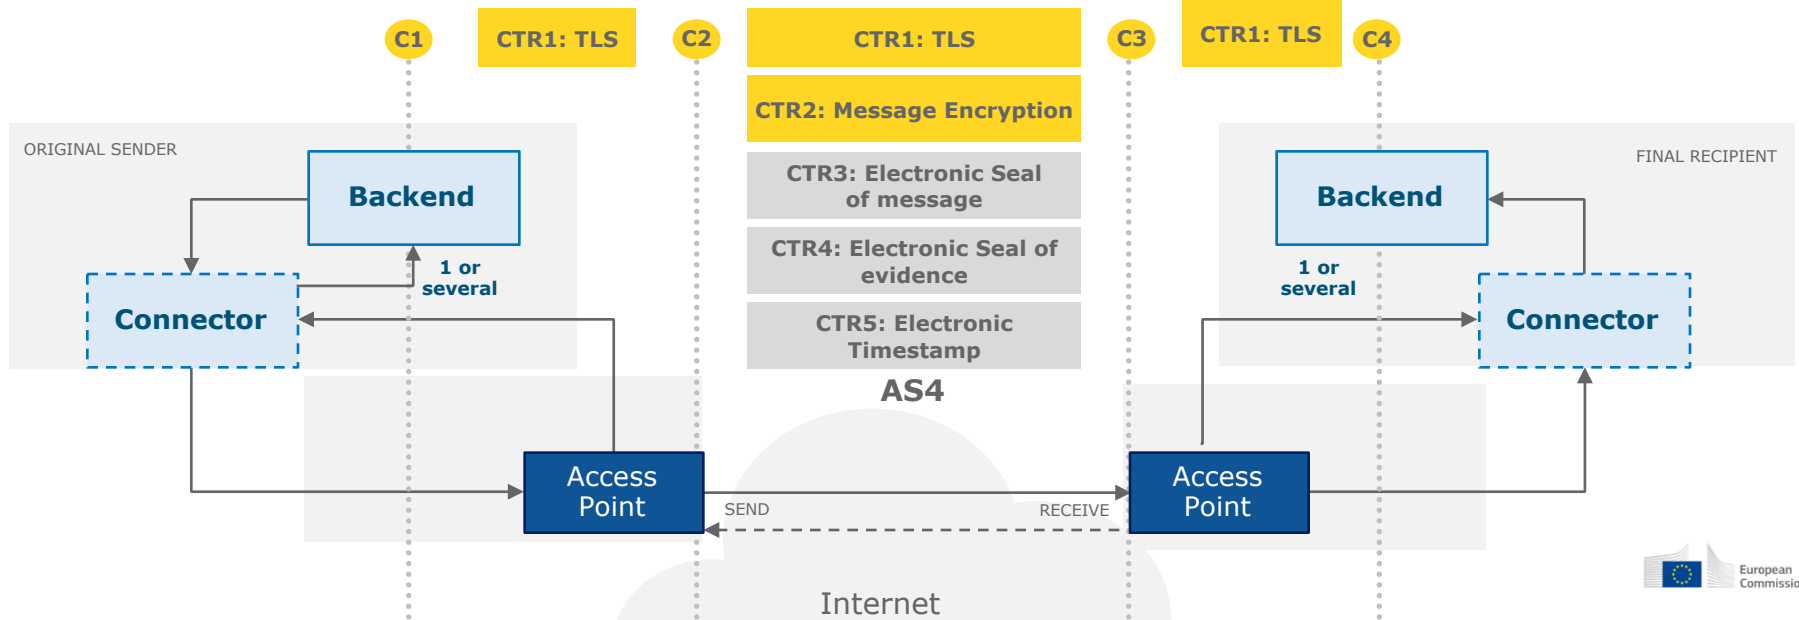 C1
CTR1: TLS
C2
CTR1: TLS
C3
CTR1: TLS
C4
CTR2: Message Encryption
ORIGINAL SENDER
FINAL RECIPIENT
Backend
CTR3: Electronic Seal
of message
Backend
CTR4: Electronic Seal of
evidence
1 or
several
1 or
several
Connector
CTR5: Electronic
Timestamp
Connector
AS4
Access
Point
SEND
RECEIVE
Access
Point
Internet
European
Commissio